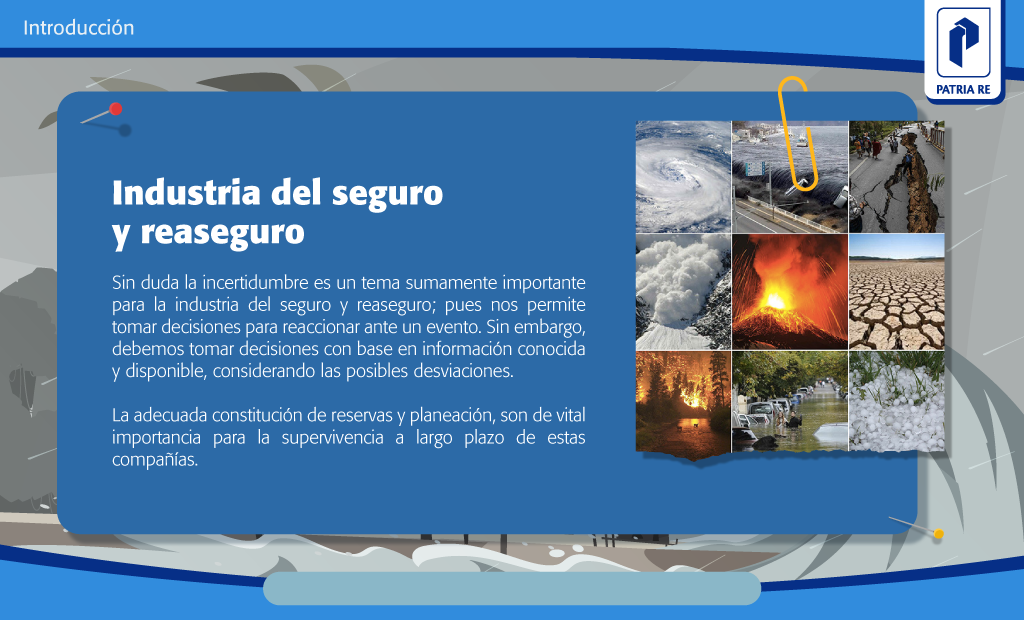 Introducción
PATRIA RE
Industria del seguro
y reaseguro
Sin duda la incertidumbre es un tema sumamente importante
para la industria del seguro y reaseguro; pues nos permite
tomar decisiones para reaccionar ante un evento. Sin embargo,
debemos tomar decisiones con base en información conocida
y disponible, considerando las posibles desviaciones.
La adecuada constitución de reservas y planeación, son de vital
importancia para la supervivencia a largo plazo de estas
compañías.